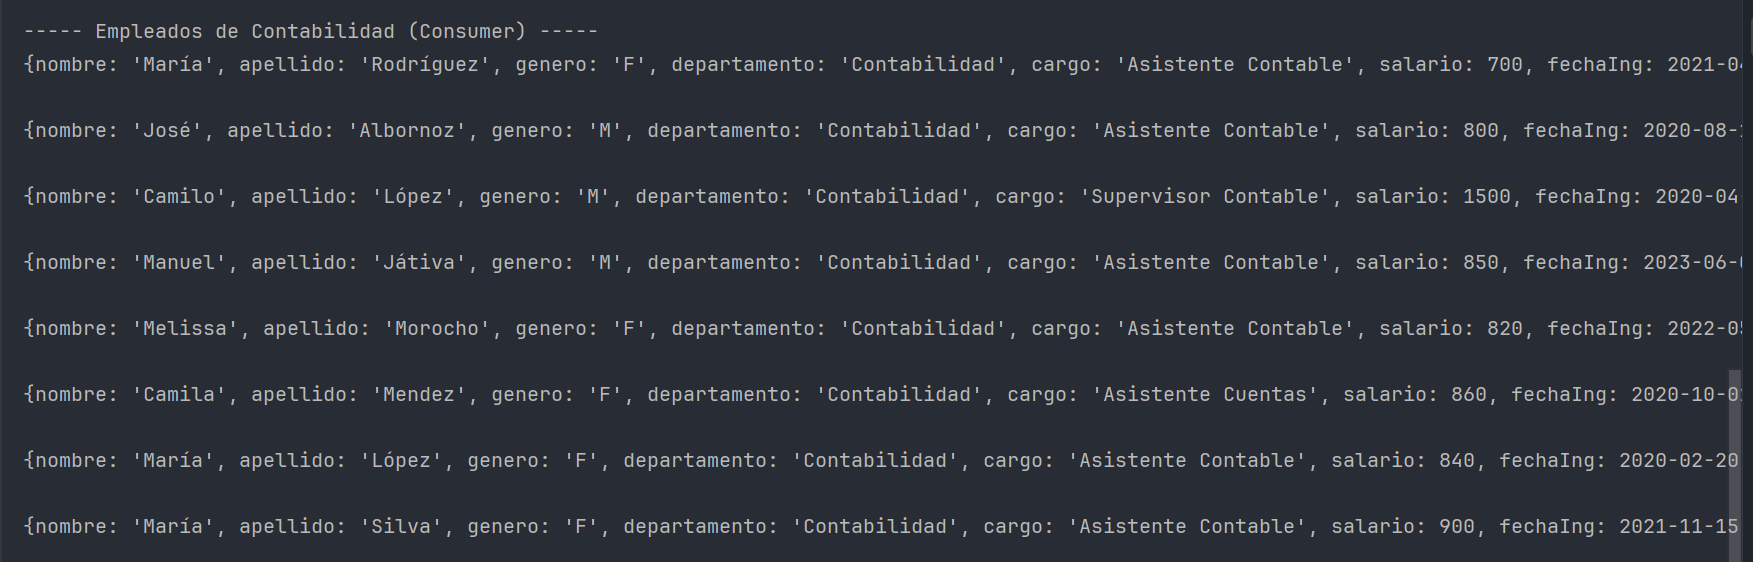 ----- Empleados de Contabilidad (Consumer) -----
{nombre: 'María', apellido: 'Rodríguez', genero: 'F', departamento: 'Contabilidad', cargo: 'Asistente Contable', salario: 700, fechaIng: 2021-04
{nombre: 'José', apellido: 'Albornoz', genero: 'M', departamento: 'Contabilidad', cargo: 'Asistente Contable', salario: 800, fechaIng: 2020-08-
{nombre: 'Camilo', apellido: 'López', genero: 'M', departamento: 'Contabilidad', cargo: 'Supervisor Contable', salario: 1500, fechaIng: 2020-04
{nombre: 'Manuel', apellido: 'Játiva', genero: 'M', departamento: 'Contabilidad', cargo: 'Asistente Contable', salario: 850, fechaIng: 2023-06-
{nombre: 'Melissa', apellido: 'Morocho', genero: 'F', departamento: 'Contabilidad', cargo: 'Asistente Contable', salario: 820, fechaIng: 2022-05
{nombre: 'Camila', apellido: 'Mendez', genero: 'F', departamento: 'Contabilidad', cargo: 'Asistente Cuentas', salario: 860, fechaIng: 2020-10-0
{nombre: 'María', apellido: 'López', genero: 'F', departamento: 'Contabilidad', cargo: 'Asistente Contable', salario: 840, fechaIng: 2020-02-20
{nombre: 'María', apellido: 'Silva', genero: 'F', departamento: 'Contabilidad', cargo: 'Asistente Contable', salario: 900, fechaIng: 2021-11-15